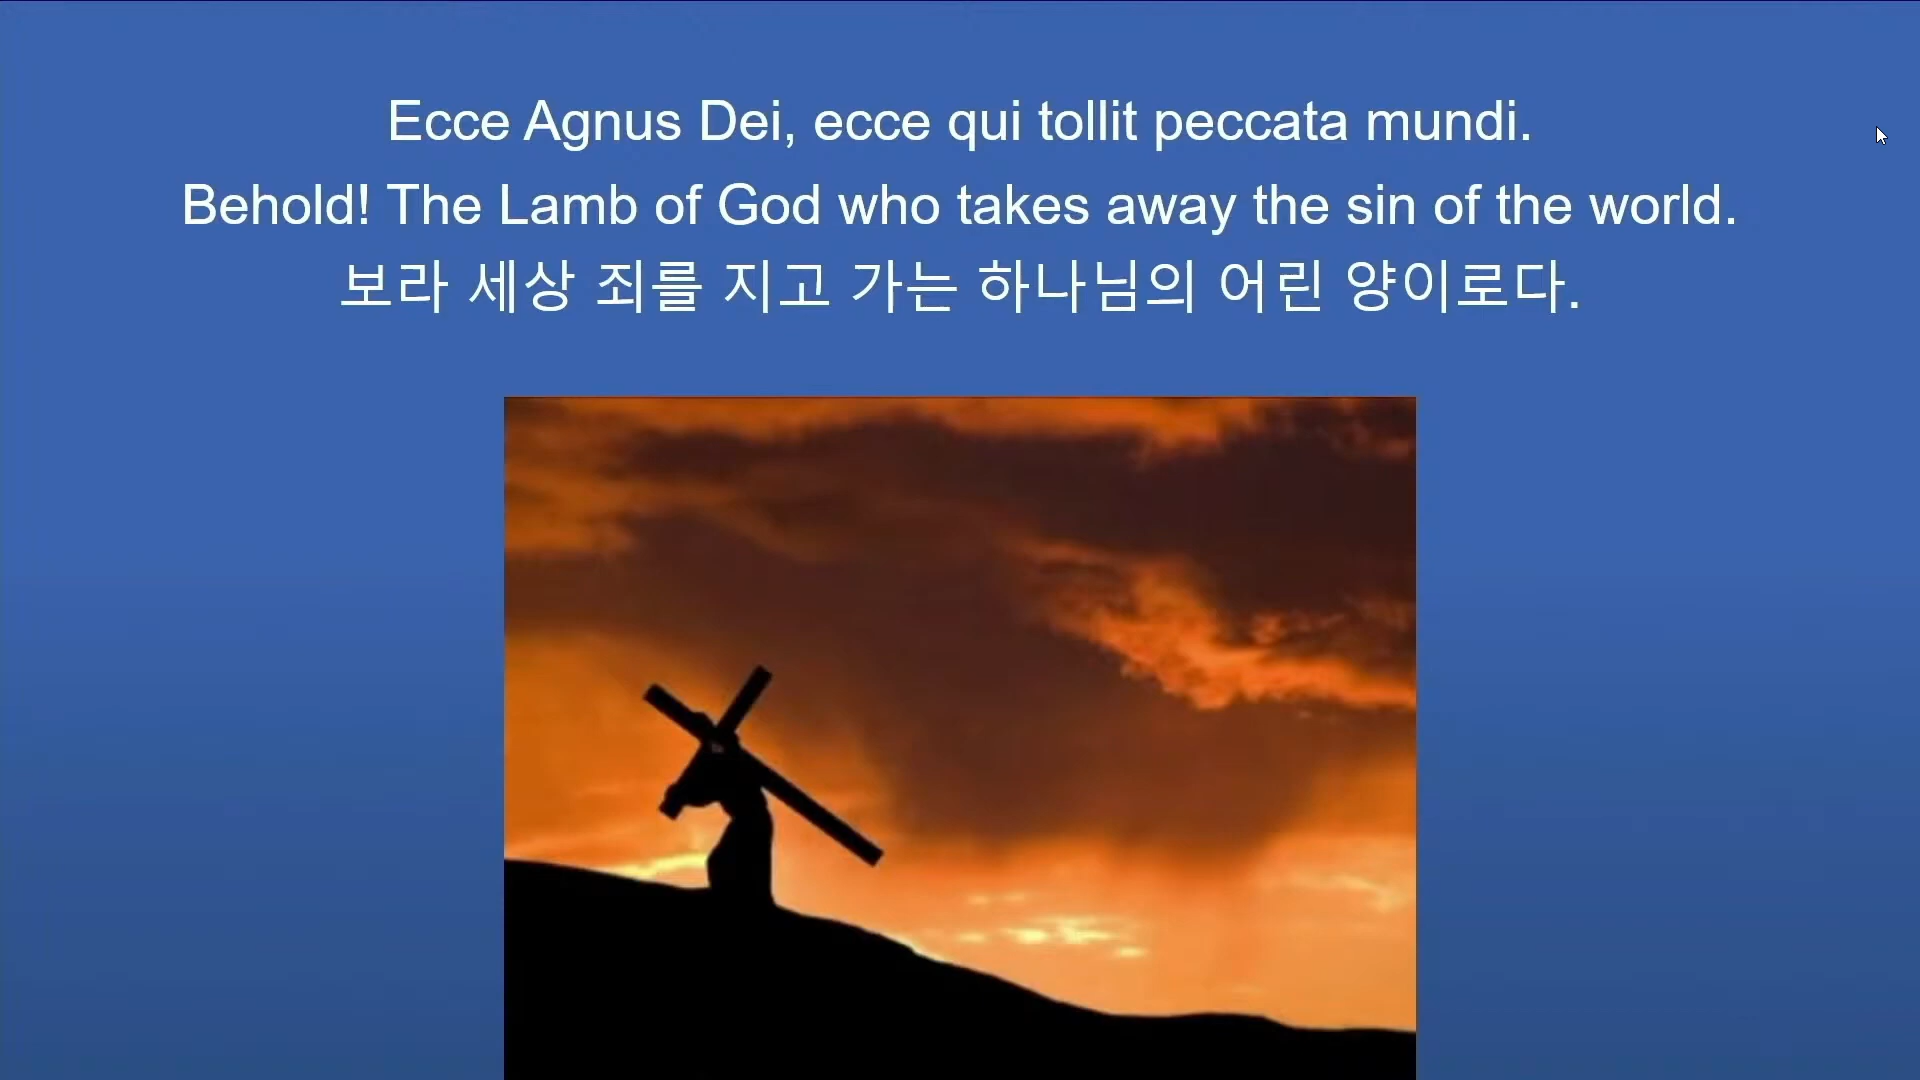 Ecce Agnus Dei, ecce qui tollit peccata mundi.
Behold! The Lamb of God who takes away the sin of the world.
보라 세상 죄를 지고 가는 하나님의 어린 양이로다.